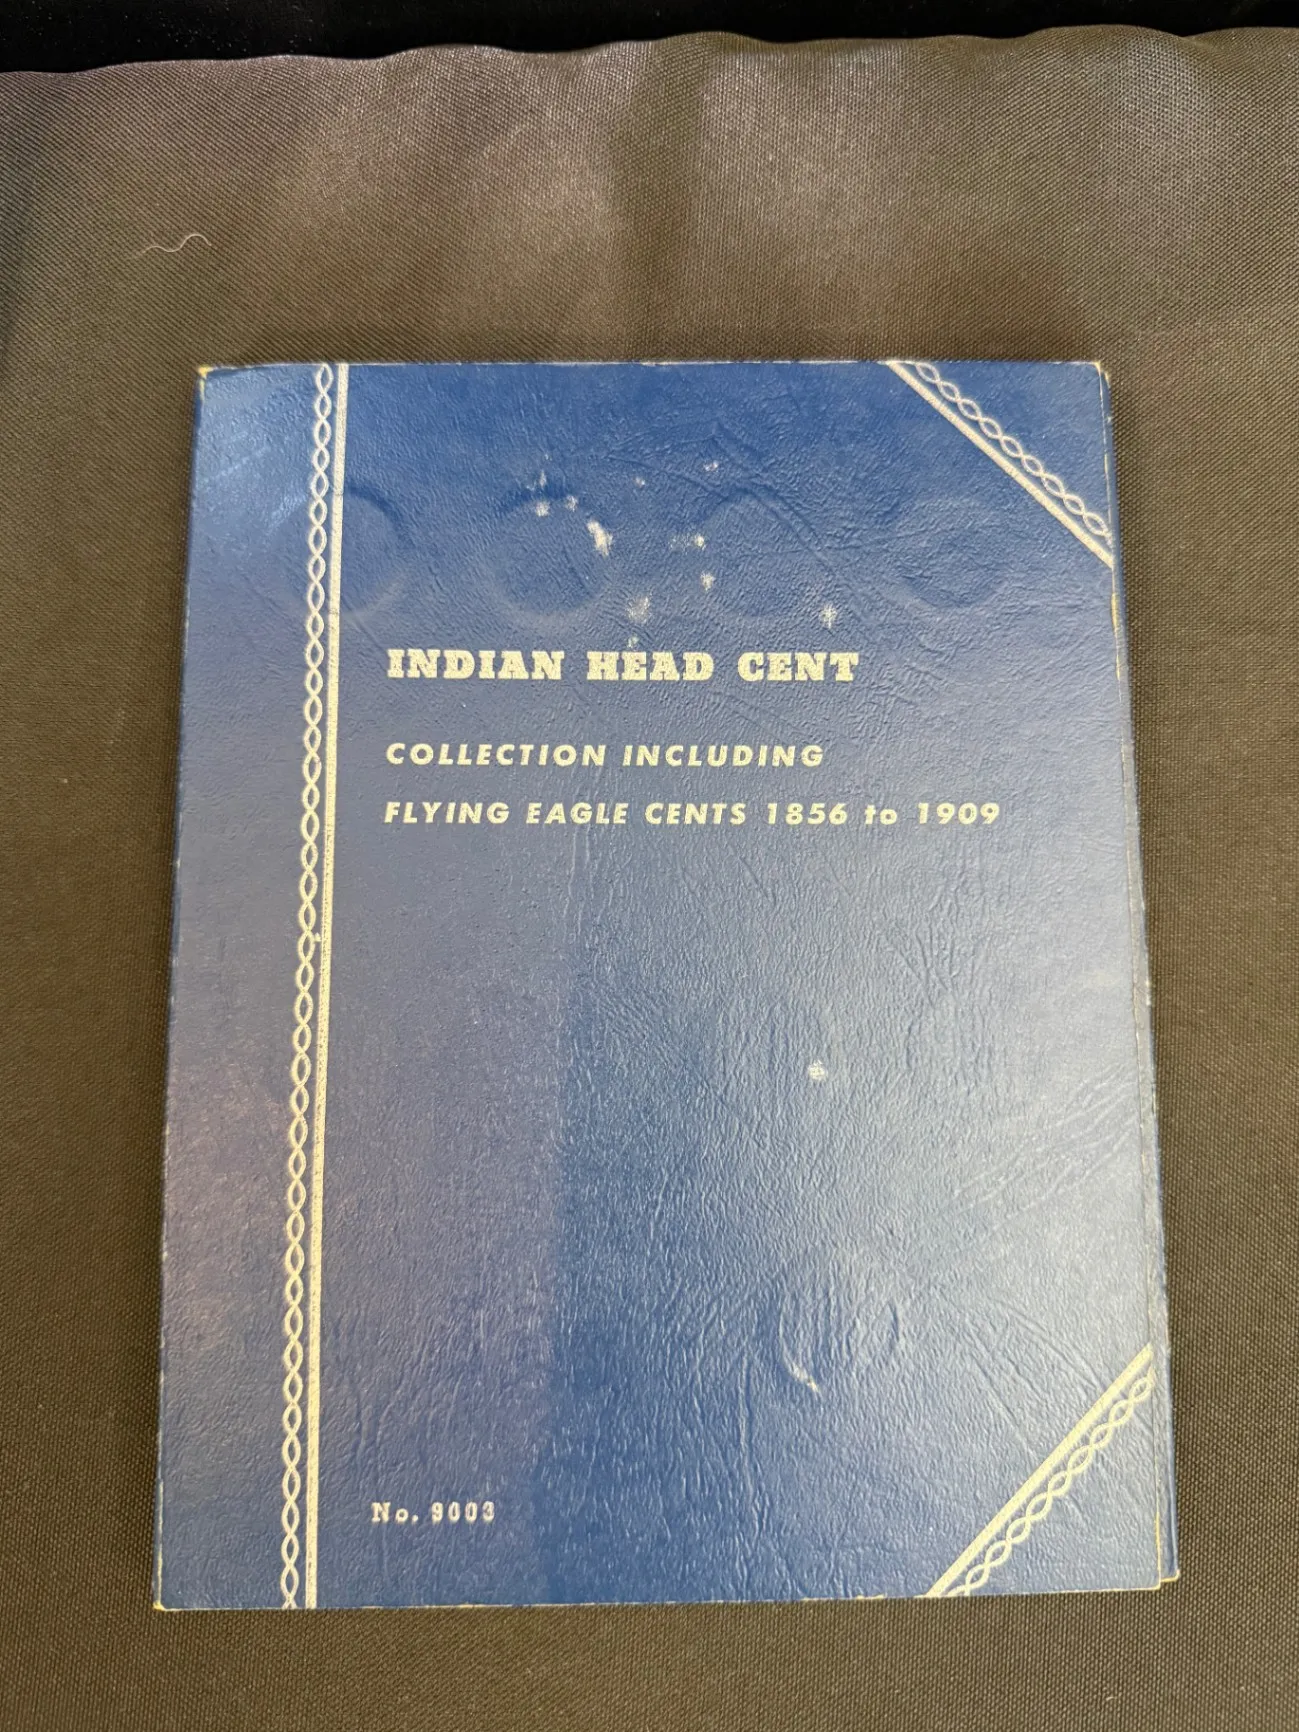 INDIAN HEAD CENT
COLLECTION INCLUDING
FLYING EAGLE CENTS 1856 to 1909
No. 9003